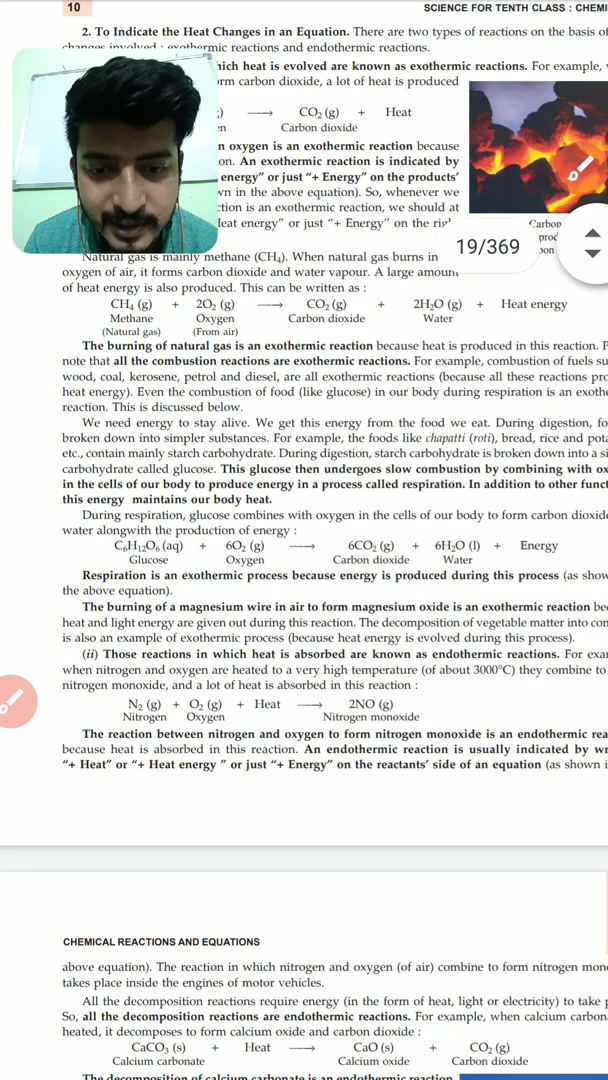 10
SCIENCE FOR TENTH CLASS : CHEMI
2. To Indicate the Heat Changes in an Equation. There are two types of reactions on the basis of
changes involved : exothermic reactions and endothermic reactions.
hich heat is evolved are known as exothermic reactions. For example,
rm carbon dioxide, a lot of heat is produced
⟶ CO₂ (g) + Heat
en Carbon dioxide
n oxygen is an exothermic reaction because
on. An exothermic reaction is indicated by
energy" or just "+ Energy" on the products'
wn in the above equation). So, whenever we
ction is an exothermic reaction, we should at
Heat energy" or just "+ Energy" on the
Carbon
prod
19/369
Natural gas is mainly methane (CH₄). When natural gas burns in
oxygen of air, it forms carbon dioxide and water vapour. A large amount
of heat energy is also produced. This can be written as :
CH₄ (g) + 2O₂ (g) ⟶ CO₂ (g) + 2H₂O (g) + Heat energy
Methane Oxygen Carbon dioxide Water
(Natural gas) (From air)
The burning of natural gas is an exothermic reaction because heat is produced in this reaction. P
note that all the combustion reactions are exothermic reactions. For example, combustion of fuels su
wood, coal, kerosene, petrol and diesel, are all exothermic reactions (because all these reactions pro
heat energy). Even the combustion of food (like glucose) in our body during respiration is an exothe
reaction. This is discussed below.
We need energy to stay alive. We get this energy from the food we eat. During digestion, fo
broken down into simpler substances. For example, the foods like chapatti (roti), bread, rice and pota
etc., contain mainly starch carbohydrate. During digestion, starch carbohydrate is broken down into a si
carbohydrate called glucose. This glucose then undergoes slow combustion by combining with ox
in the cells of our body to produce energy in a process called respiration. In addition to other funct
this energy maintains our body heat.
During respiration, glucose combines with oxygen in the cells of our body to form carbon dioxide
water alongwith the production of energy :
C₆H₁₂O₆ (aq) + 6O₂ (g) ⟶ 6CO₂ (g) + 6H₂O (l) + Energy
Glucose Oxygen Carbon dioxide Water
Respiration is an exothermic process because energy is produced during this process (as show
the above equation).
The burning of a magnesium wire in air to form magnesium oxide is an exothermic reaction bec
heat and light energy are given out during this reaction. The decomposition of vegetable matter into com
is also an example of exothermic process (because heat energy is evolved during this process).
(ii) Those reactions in which heat is absorbed are known as endothermic reactions. For exam
when nitrogen and oxygen are heated to a very high temperature (of about 3000°C) they combine to
nitrogen monoxide, and a lot of heat is absorbed in this reaction :
N₂ (g) + O₂ (g) + Heat ⟶ 2NO (g)
Nitrogen Oxygen Nitrogen monoxide
The reaction between nitrogen and oxygen to form nitrogen monoxide is an endothermic rea
because heat is absorbed in this reaction. An endothermic reaction is usually indicated by wr
"+ Heat" or "+ Heat energy " or just "+ Energy" on the reactants' side of an equation (as shown i
CHEMICAL REACTIONS AND EQUATIONS
above equation). The reaction in which nitrogen and oxygen (of air) combine to form nitrogen mono
takes place inside the engines of motor vehicles.
All the decomposition reactions require energy (in the form of heat, light or electricity) to take p
So, all the decomposition reactions are endothermic reactions. For example, when calcium carbon
heated, it decomposes to form calcium oxide and carbon dioxide :
CaCO₃ (s) + Heat ⟶ CaO (s) + CO₂ (g)
Calcium carbonate Calcium oxide Carbon dioxide
The decomposition of calcium carbonate is an endothermic reaction